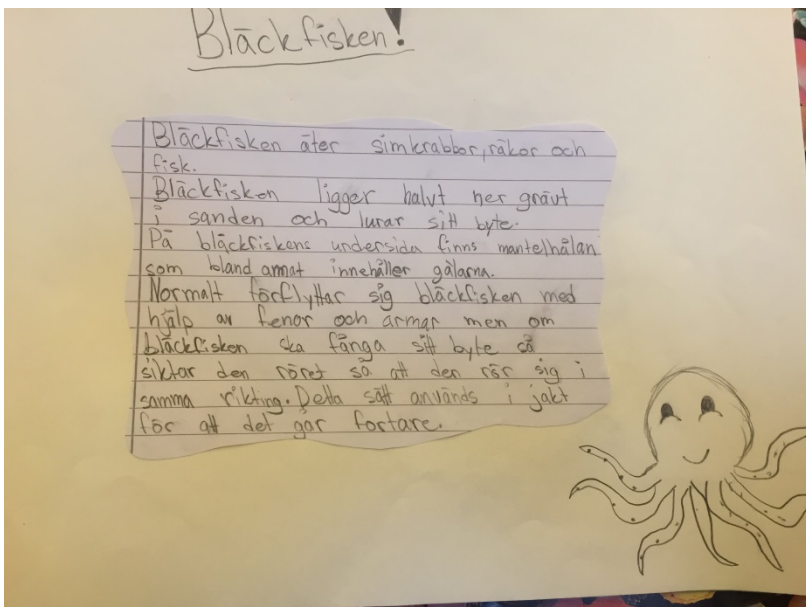 Bläckfisken!
Bläckfisken äter simkrabbor, räkor och
fisk.
Bläckfisken ligger halvt ner grävt
i sanden och lurar sitt byte.
På bläckfiskens undersida finns mantelhålan
som bland annat innehåller gälarna.
Normalt förflyttar sig bläckfisken med
hjälp av fenor och armar men om
bläckfisken ska fånga sitt byte så
siktar den röret så att den rör sig i
samma rikting. Detta sätt används i jakt
för att det går fortare.